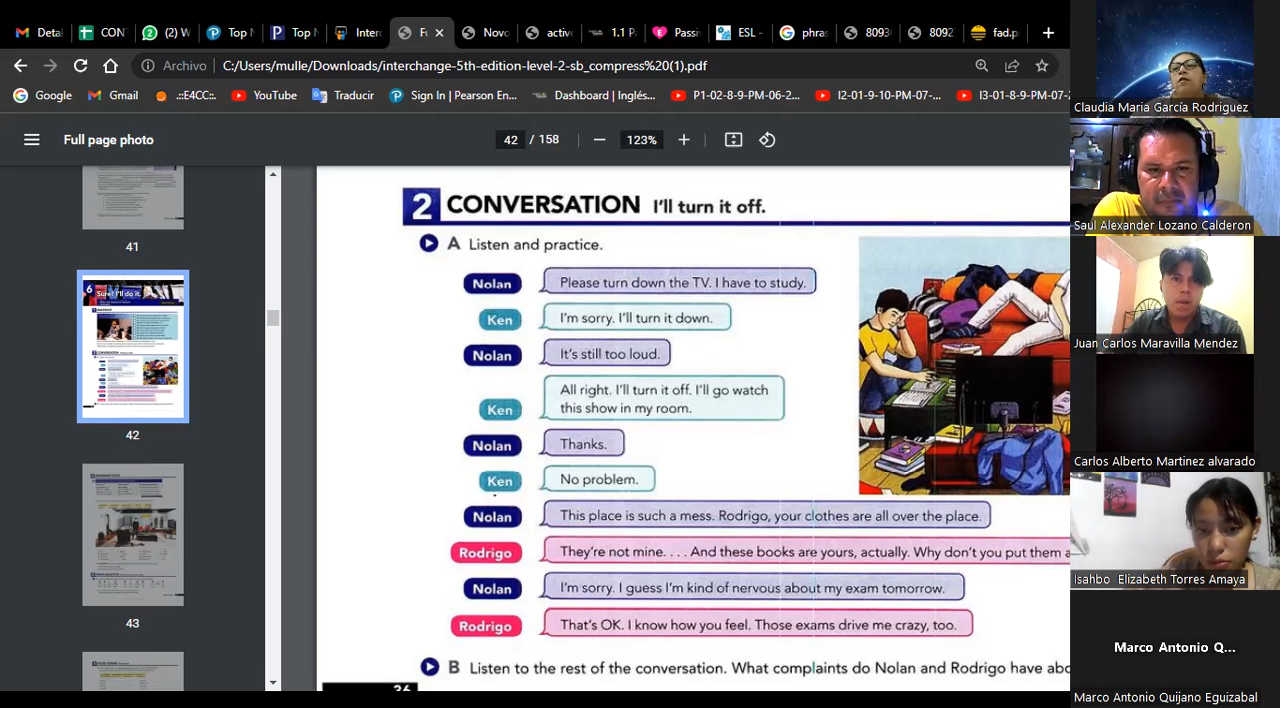 Detai
CON
(2) W
Top N
Top N
Interc
Fu
Novo
active
1.1 P
Passiv
ESL -
phras
8093
8092
fad.p
Archivo
C:/Users/mulle/Downloads/interchange-5th-edition-level-2-sb_compress%20(1).pdf
Google
Gmail
.::E4CC::.
YouTube
Traducir
Sign In | Pearson En...
Dashboard | Inglés...
P1-02-8-9-PM-06-2...
I2-01-9-10-PM-07-...
I3-01-8-9-PM-07-2
Full page photo
42 / 158
123%
41
6 Sure! I'll do it.
42
43
2 CONVERSATION I'll turn it off.
A Listen and practice.
Nolan Please turn down the TV. I have to study.
Ken I'm sorry. I'll turn it down.
Nolan It's still too loud.
All right. I'll turn it off. I'll go watch
Ken this show in my room.
Nolan Thanks.
Ken No problem.
Nolan This place is such a mess. Rodrigo, your clothes are all over the place.
Rodrigo They're not mine. . . . And these books are yours, actually. Why don't you put them a
Nolan I'm sorry. I guess I'm kind of nervous about my exam tomorrow.
Rodrigo That's OK. I know how you feel. Those exams drive me crazy, too.
B Listen to the rest of the conversation. What complaints do Nolan and Rodrigo have abo
36
Claudia Maria García Rodriguez
Saul Alexander Lozano Calderon
Juan Carlos Maravilla Mendez
Carlos Alberto Martinez alvarado
Isahbo Elizabeth Torres Amaya
Marco Antonio Q...
Marco Antonio Quijano Eguizabal